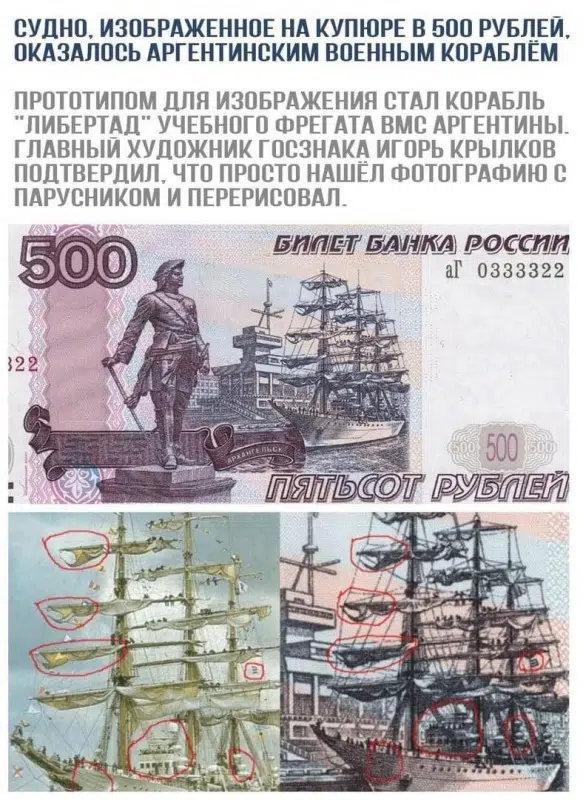 СУДНО, ИЗОБРАЖЕННОЕ НА КУПЮРЕ В 500 РУБЛЕЙ,
ОКАЗАЛОСЬ АРГЕНТИНСКИМ ВОЕННЫМ КОРАБЛЁМ
ПРОТОТИПОМ ДЛЯ ИЗОБРАЖЕНИЯ СТАЛ КОРАБЛЬ
"ЛИБЕРТАД" УЧЕБНОГО ФРЕГАТА ВМС АРГЕНТИНЫ.
ГЛАВНЫЙ ХУДОЖНИК ГОСЗНАКА ИГОРЬ КРЫЛКОВ
ПОДТВЕРДИЛ, ЧТО ПРОСТО НАШЁЛ ФОТОГРАФИЮ С
ПАРУСНИКОМ И ПЕРЕРИСОВАЛ.
500
БИЛЕТ БАНКА РОССИИ
аГ 0333322
322
АРХАНГЕЛЬСК
500 500 500
ПЯТЬСОТ РУБЛЕЙ